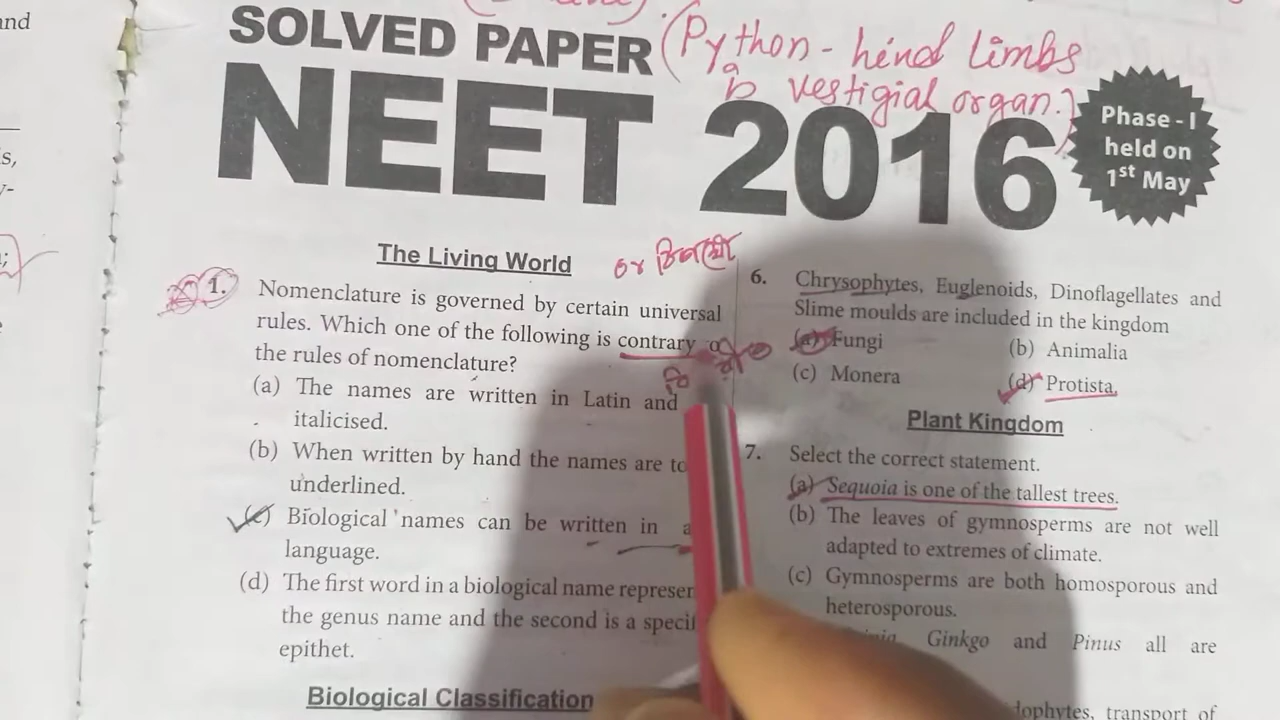 and
s,
SOLVED PAPER
(Python - hind limbs
vestigial organ.)
NEET 2016
Phase - I
held on
1st May
The Living World
or
1. Nomenclature is governed by certain universal
rules. Which one of the following is contrary
the rules of nomenclature?
(a) The names are written in Latin and
italicised.
(b) When written by hand the names are to
underlined.
(c) Biological names can be written in a
language.
(d) The first word in a biological name represen
the genus name and the second is a specif
epithet.
Biological Classification
6. Chrysophytes, Euglenoids, Dinoflagellates and
Slime moulds are included in the kingdom
(a) Fungi (b) Animalia
(c) Monera (d) Protista.
Plant Kingdom
7. Select the correct statement.
(a) Sequoia is one of the tallest trees.
(b) The leaves of gymnosperms are not well
adapted to extremes of climate.
(c) Gymnosperms are both homosporous and
heterosporous.
Ginkgo and Pinus all are
dophytes, transport of